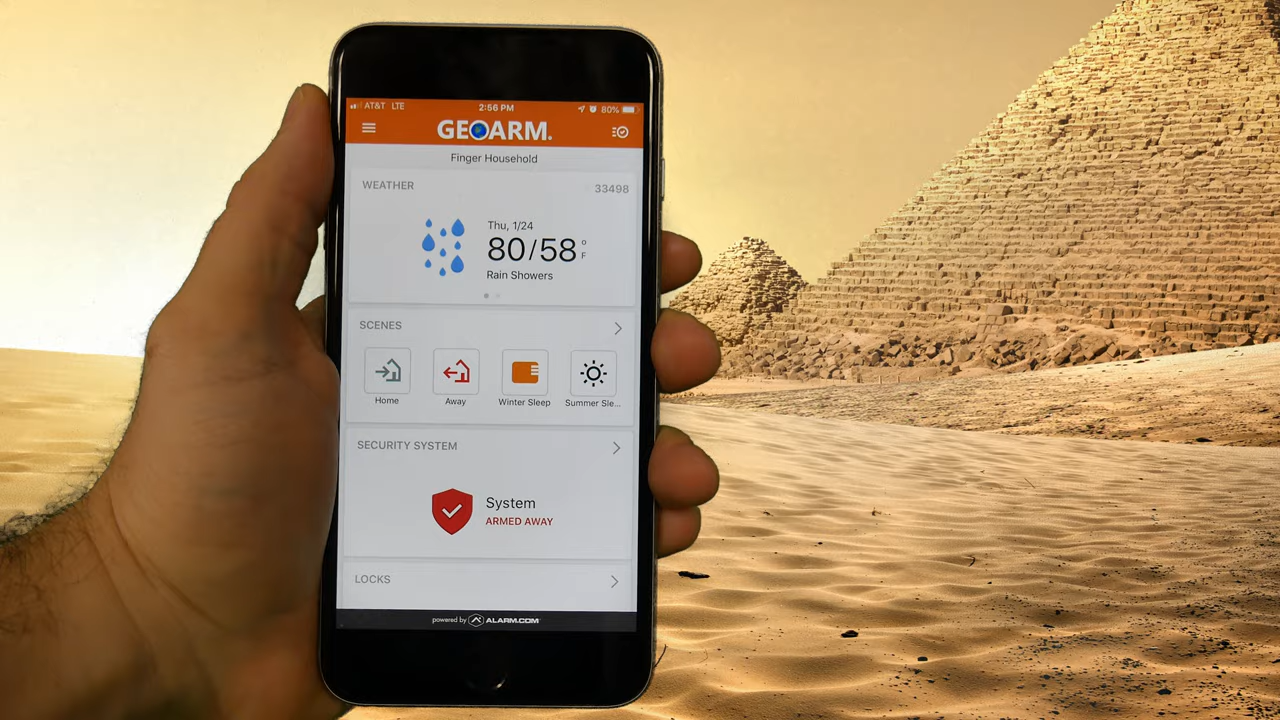 AT&T LTE 2:56 PM 80%
GEOARM.
Finger Household
WEATHER 33498
Thu, 1/24
80/58 °F
Rain Showers
SCENES
Home Away Winter Sleep Summer Sle...
SECURITY SYSTEM
System
ARMED AWAY
LOCKS
powered by ALARM.COM